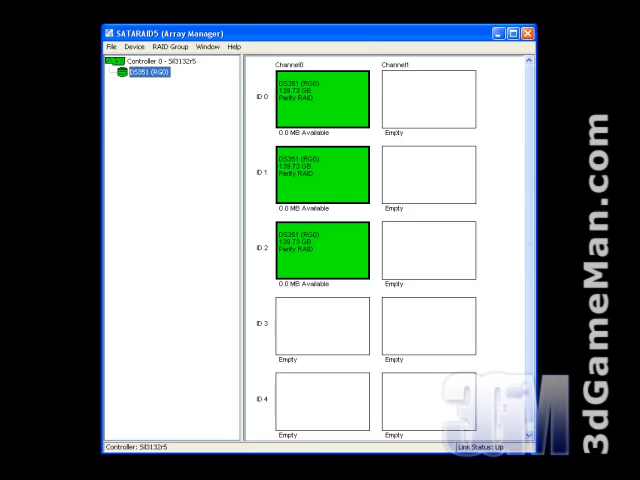 SATARAID5 (Array Manager)
File Device RAID Group Window Help
Controller 0 - SiI3132r5
DS351 (RG0)
Channel0 Channel1
ID 0
DS351 (RG0)
139.73 GB
Parity RAID
0.0 MB Available Empty
ID 1
DS351 (RG0)
139.73 GB
Parity RAID
0.0 MB Available Empty
ID 2
DS351 (RG0)
139.73 GB
Parity RAID
0.0 MB Available Empty
ID 3
Empty Empty
ID 4
Empty Empty
Controller: SiI3132r5 Link Status: Up
3GM
3dGameMan.com